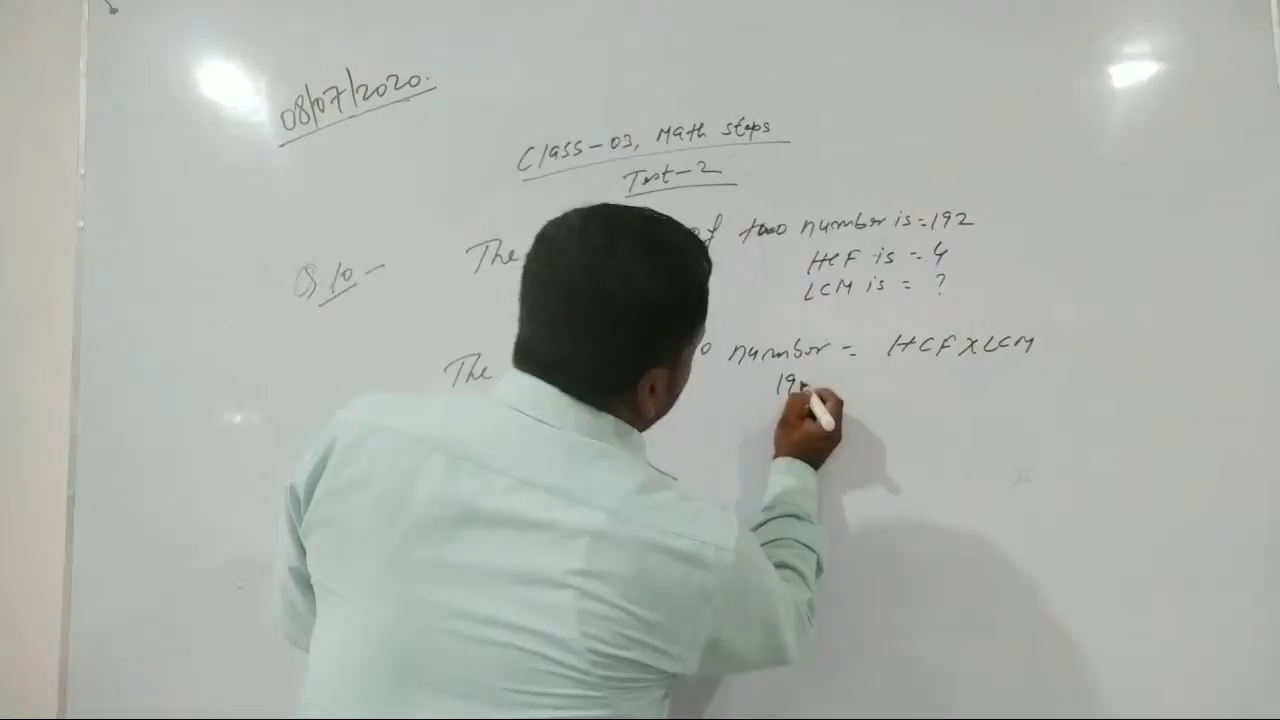 08/07/2020.
Class-03, Math steps
Test-2
Q 10- The of two number is = 192
HCF is = 4
LCM is = ?
The number = HCF X LCM
19